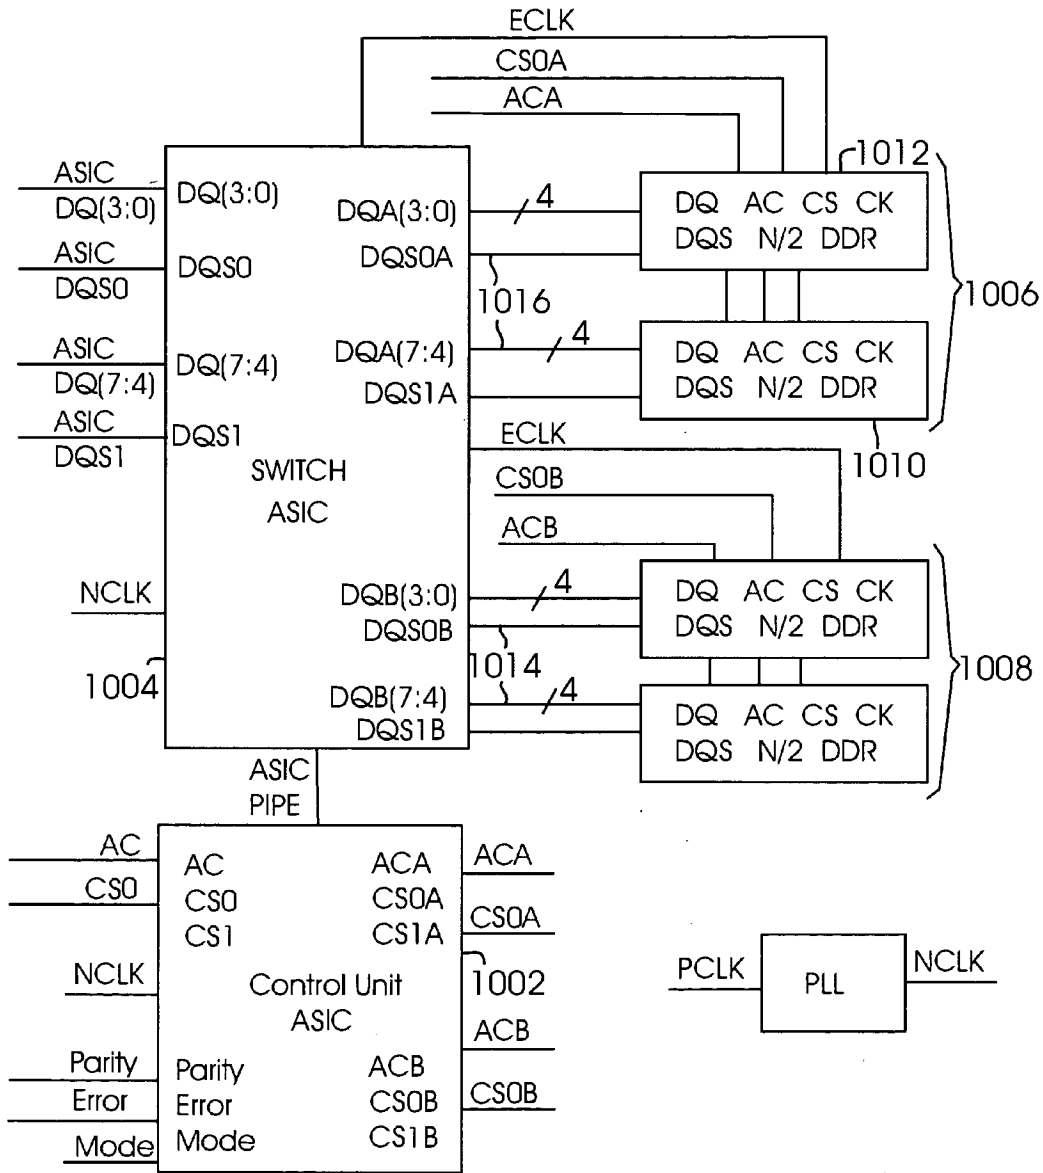 ECLK
CS0A
ACA
ASIC
DQ(3:0)
ASIC
DQS0
ASIC
DQ(7:4)
ASIC
DQS1
NCLK
1004
DQ(3:0)
DQS0
DQ(7:4)
DQS1
SWITCH
ASIC
DQA(3:0)
DQS0A
DQA(7:4)
DQS1A
DQB(3:0)
DQS0B
DQB(7:4)
DQS1B
4
1016
4
1012
DQ AC CS CK
DQS N/2 DDR
1006
DQ AC CS CK
DQS N/2 DDR
1010
ECLK
CS0B
ACB
4
1014
4
DQ AC CS CK
DQS N/2 DDR
1008
DQ AC CS CK
DQS N/2 DDR
ASIC
PIPE
AC
CS0
NCLK
Parity
Error
Mode
AC
CS0
CS1
ACA
CS0A
CS1A
Control Unit
ASIC
Parity
Error
Mode
ACB
CS0B
CS1B
ACA
CS0A
1002
ACB
CS0B
PCLK
PLL
NCLK